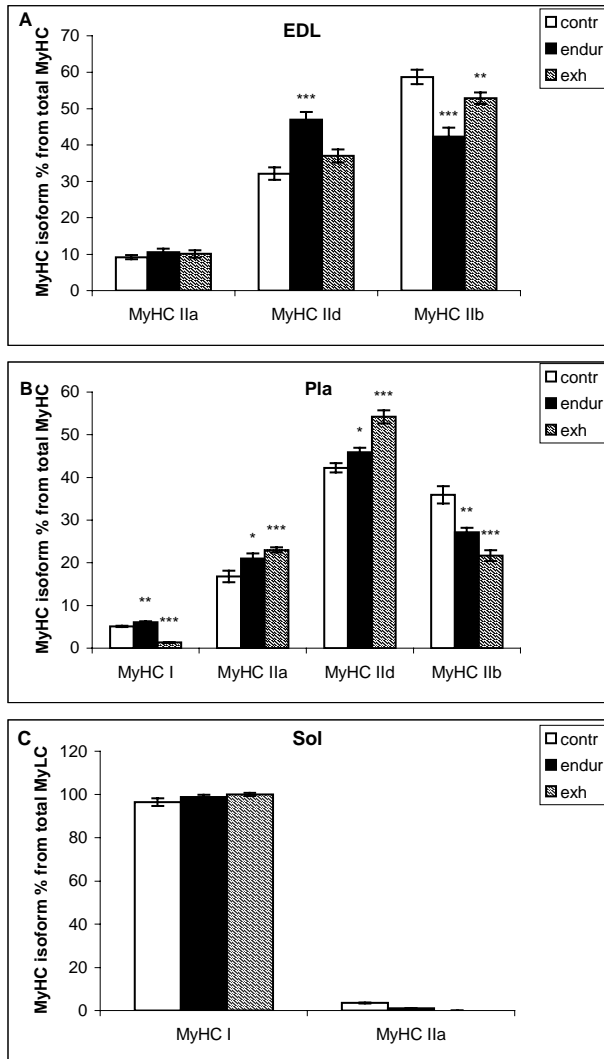 A
EDL
MyHC isoform % from total MyHC
70
60
50
40
30
20
10
0
***
***
**
MyHC IIa MyHC IId MyHC IIb
contr
endur
exh
B
Pla
MyHC isoform % from total MyHC
60
50
40
30
20
10
0
**
***
*
***
*
***
**
***
MyHC I MyHC IIa MyHC IId MyHC IIb
contr
endur
exh
C
Sol
MyHC isoform % from total MyLC
120
100
80
60
40
20
0
MyHC I MyHC IIa
contr
endur
exh